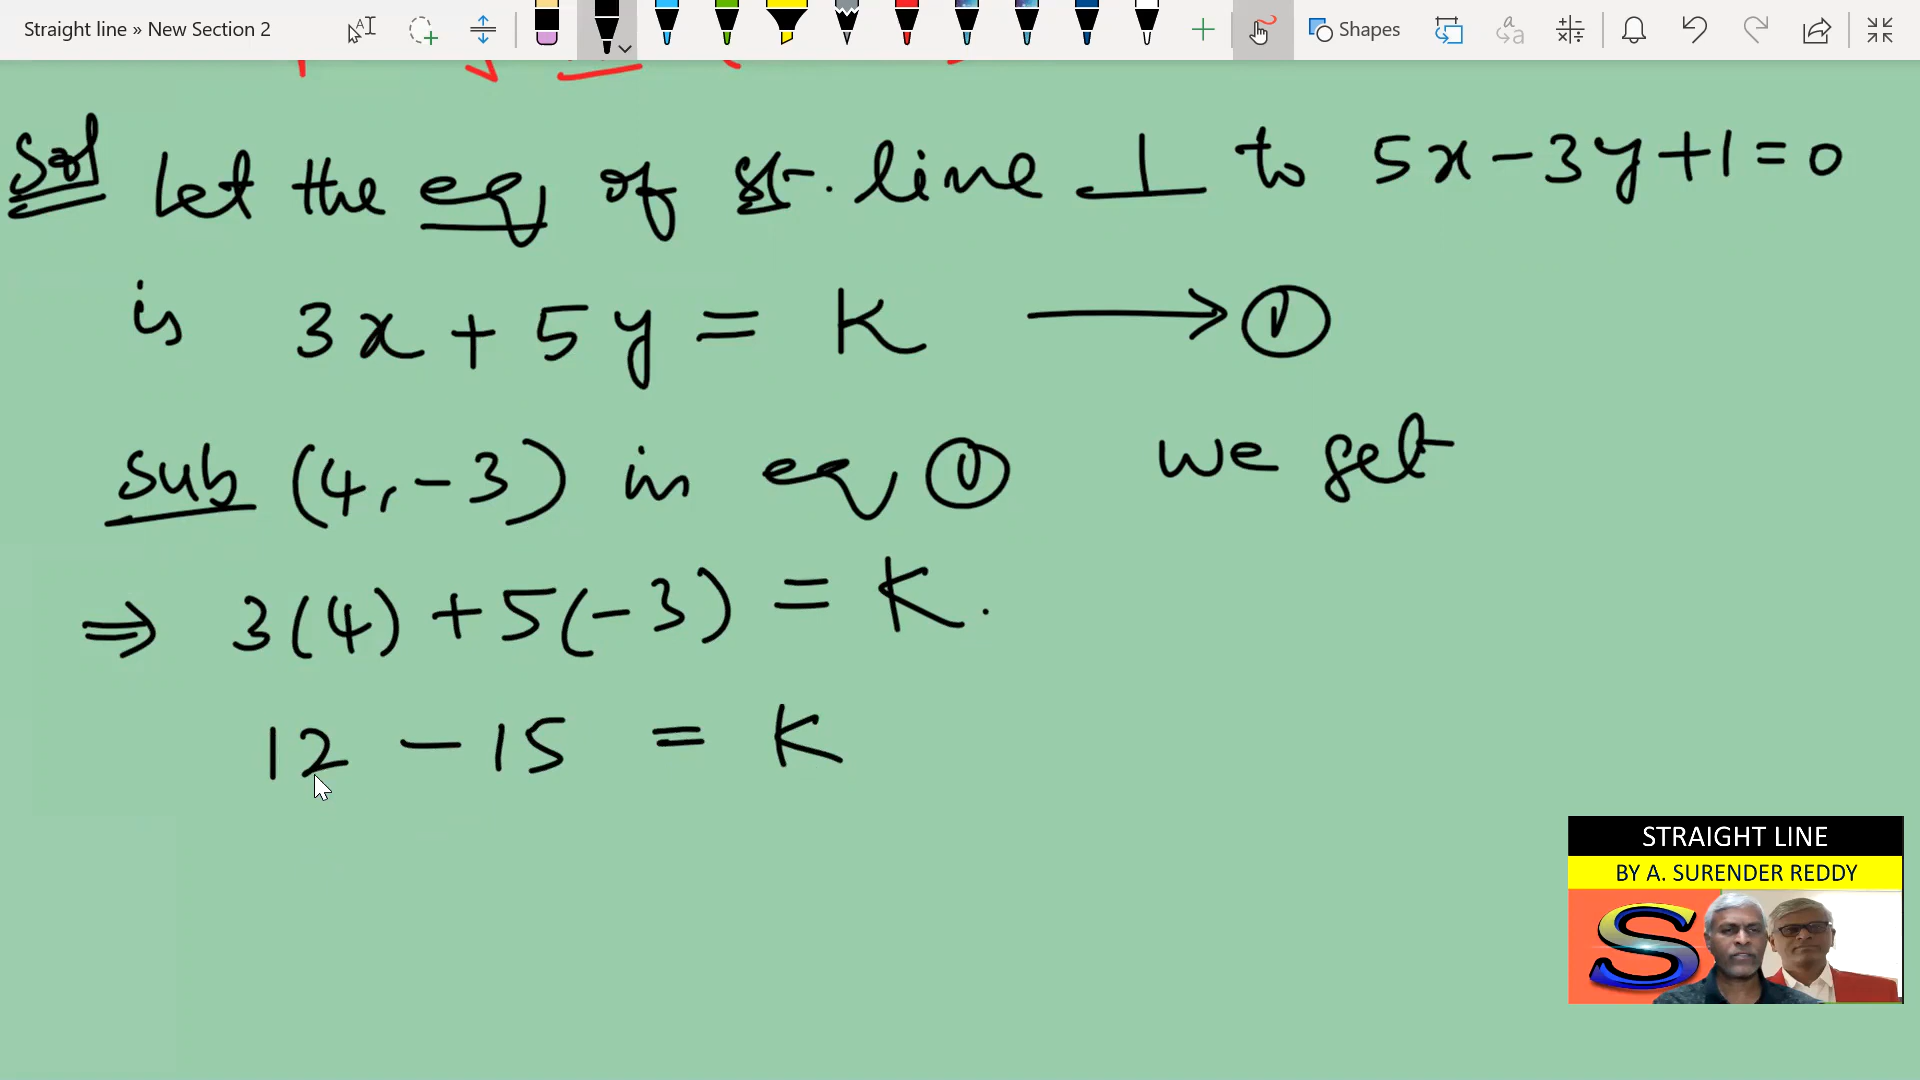 Straight line » New Section 2
Shapes
Sol Let the eq of st. line ⊥ to 5x - 3y + 1 = 0
is 3x + 5y = K ⟶ ①
sub (4, -3) in eq ① we get
⇒ 3(4) + 5(-3) = K.
12 - 15 = K
STRAIGHT LINE
BY A. SURENDER REDDY
S